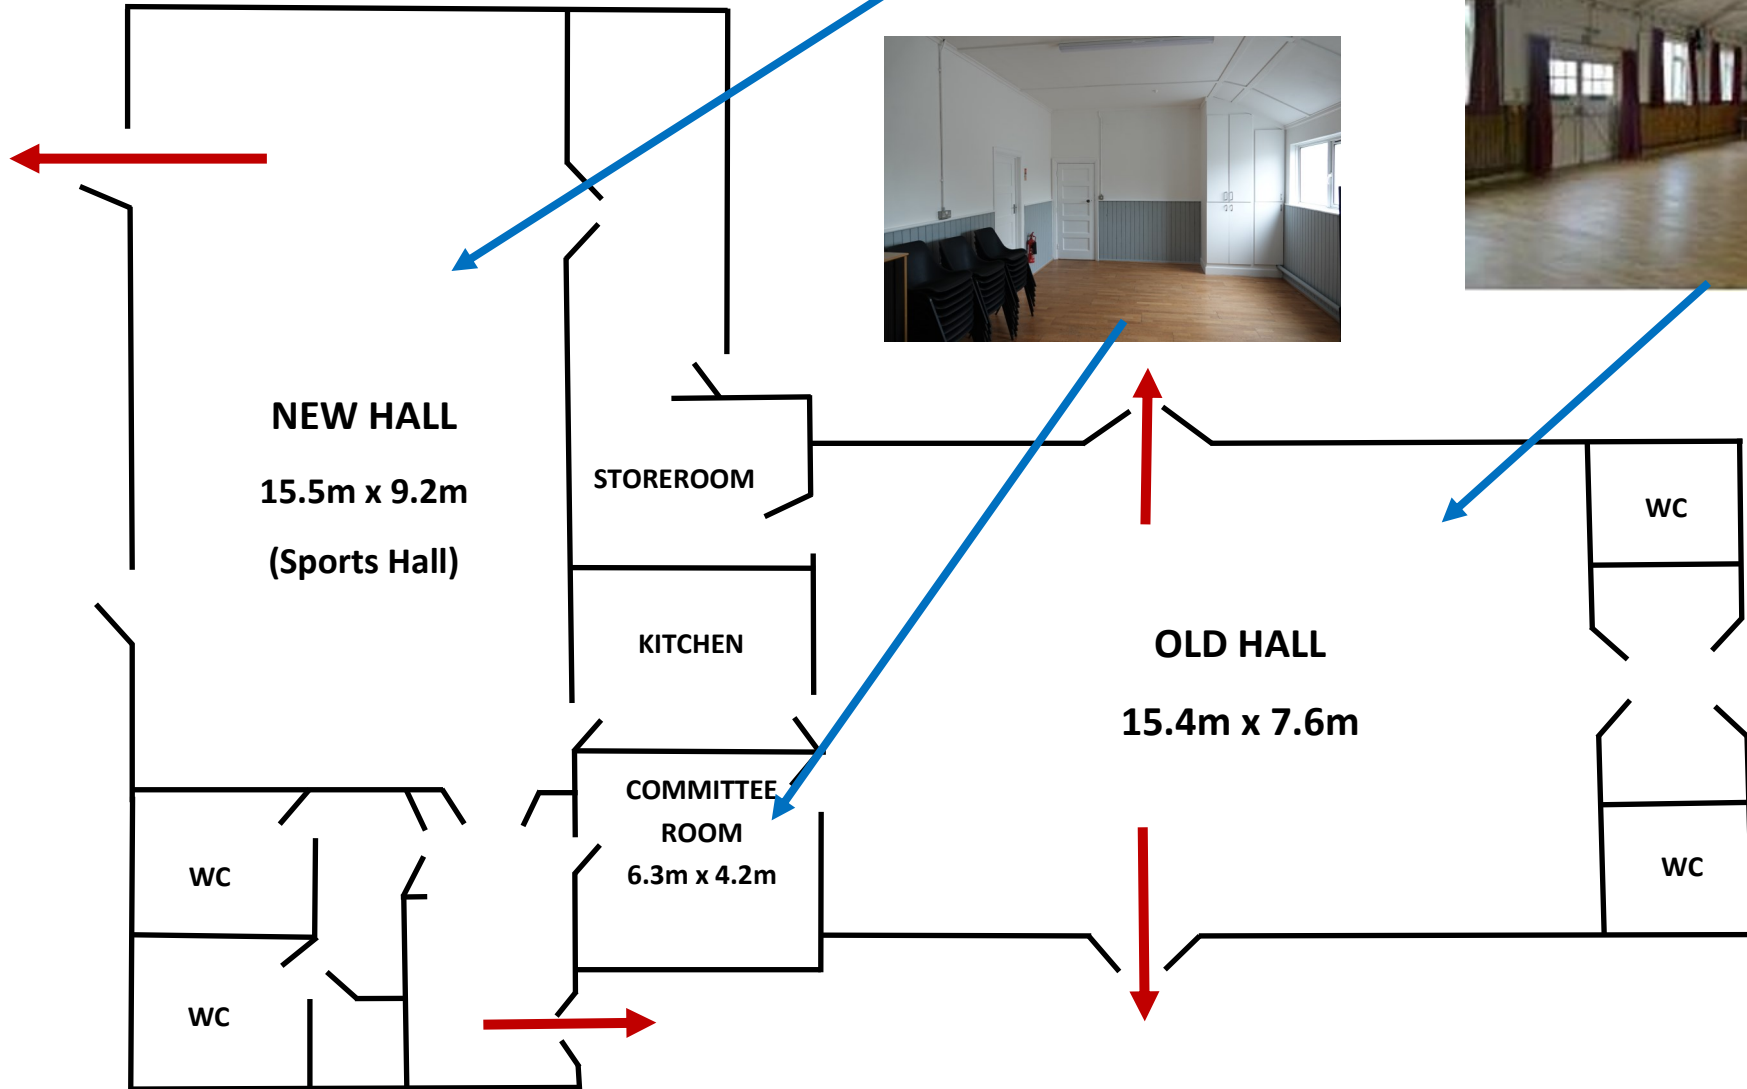 NEW HALL
15.5m x 9.2m
(Sports Hall)
STOREROOM
KITCHEN
COMMITTEE
ROOM
6.3m x 4.2m
OLD HALL
15.4m x 7.6m
WC
WC
WC
WC